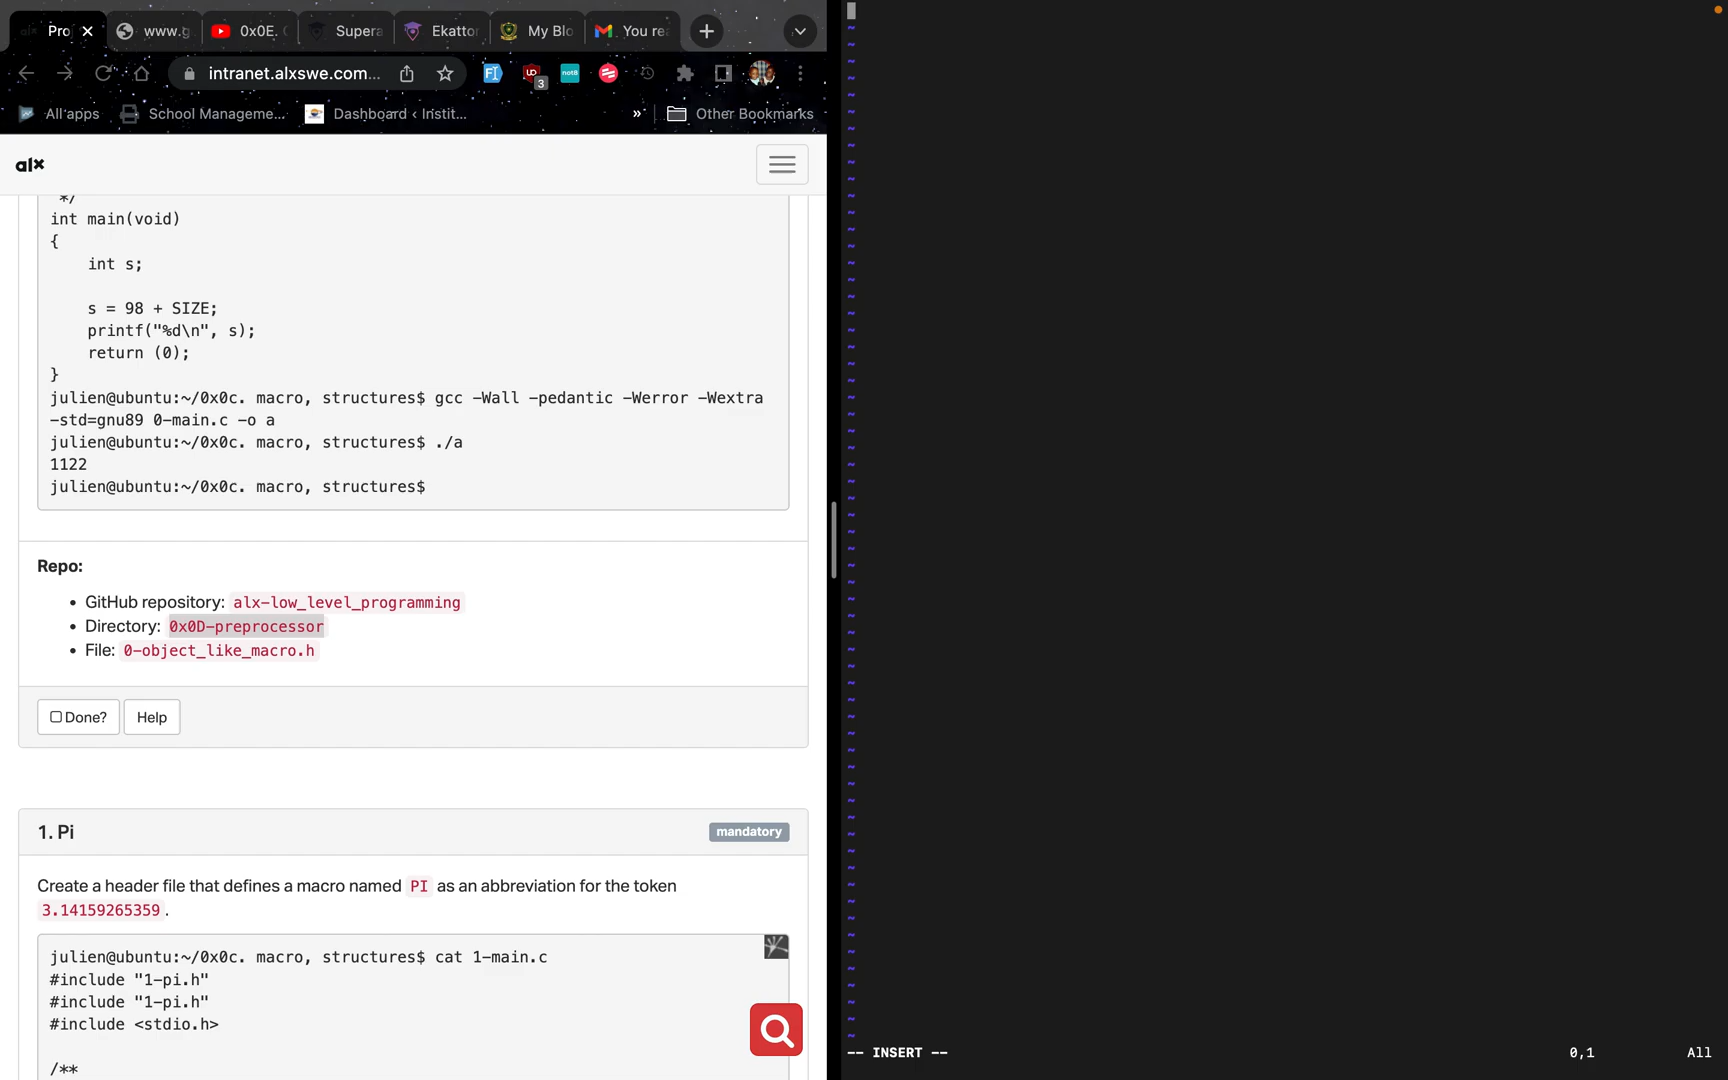 Pro
www.g
0x0E.
Supera
Ekattor
My Blo
You re
intranet.alxswe.com...
3
All apps
School Manageme...
Dashboard ‹ Instit...
»
Other Bookmarks
alx
*/
int main(void)
{
int s;
s = 98 + SIZE;
printf("%d\n", s);
return (0);
}
julien@ubuntu:~/0x0c. macro, structures$ gcc -Wall -pedantic -Werror -Wextra
-std=gnu89 0-main.c -o a
julien@ubuntu:~/0x0c. macro, structures$ ./a
1122
julien@ubuntu:~/0x0c. macro, structures$
Repo:
• GitHub repository: alx-low_level_programming
• Directory: 0x0D-preprocessor
• File: 0-object_like_macro.h
Done? Help
1. Pi
mandatory
Create a header file that defines a macro named PI as an abbreviation for the token
3.14159265359.
julien@ubuntu:~/0x0c. macro, structures$ cat 1-main.c
#include "1-pi.h"
#include "1-pi.h"
#include <stdio.h>
/**
-- INSERT -- 0,1 All